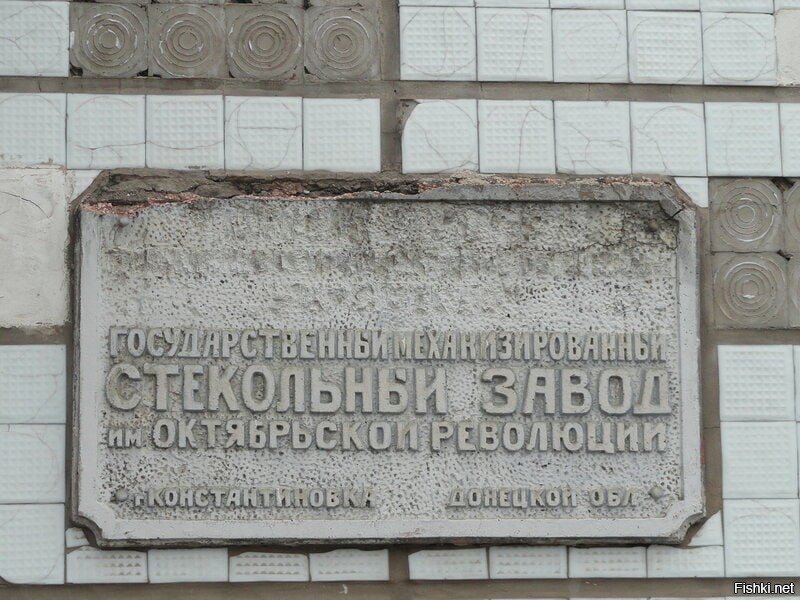 ГОСУДАРСТВЕННЫЙ МЕХАНИЗИРОВАННЫЙ
СТЕКОЛЬНЫЙ ЗАВОД
им. ОКТЯБРЬСКОЙ РЕВОЛЮЦИИ
г. КОНСТАНТИНОВКА ДОНЕЦКОЙ ОБЛ.
Fishki.net